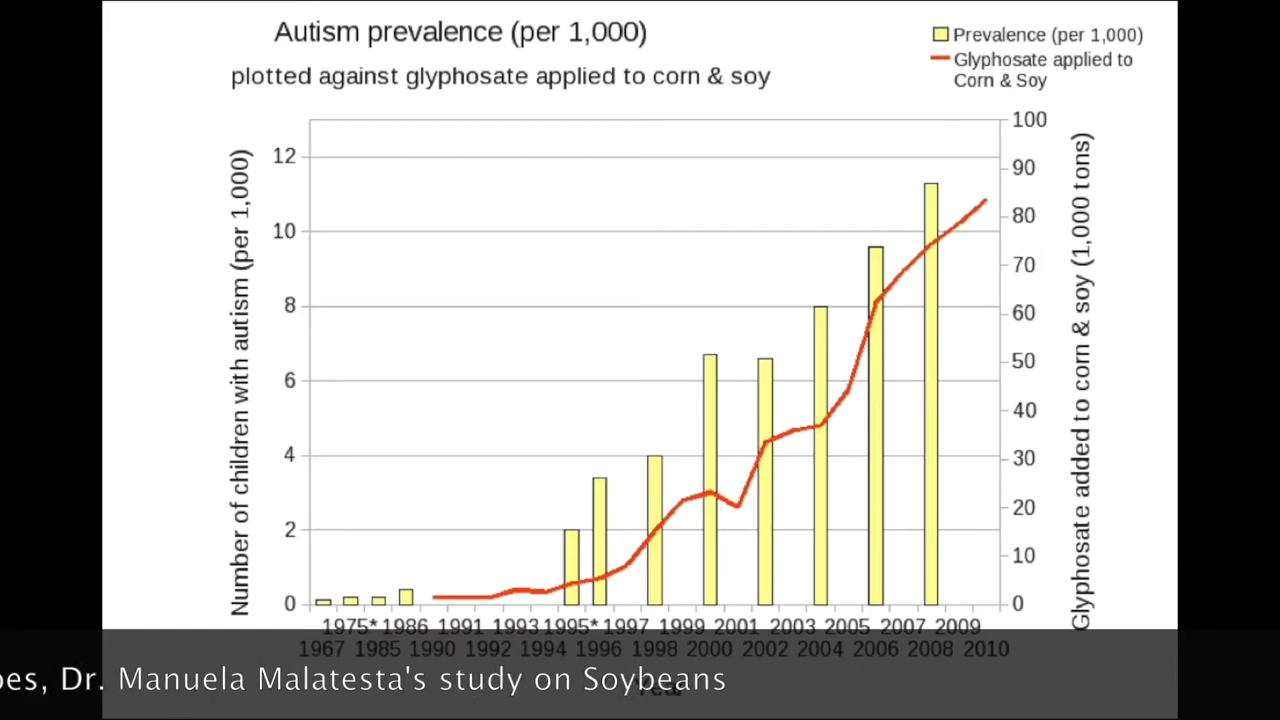 Autism prevalence (per 1,000)
plotted against glyphosate applied to corn & soy
Prevalence (per 1,000)
Glyphosate applied to
Corn & Soy
Number of children with autism (per 1,000)
12
10
8
6
4
2
0
100
90
80
70
60
50
40
30
20
10
0
Glyphosate added to corn & soy (1,000 tons)
1975* 1986 1991 1993 1995* 1997 1999 2001 2003 2005 2007 2009
1967 1985 1990 1992 1994 1996 1998 2000 2002 2004 2006 2008 2010
Year
oes, Dr. Manuela Malatesta's study on Soybeans